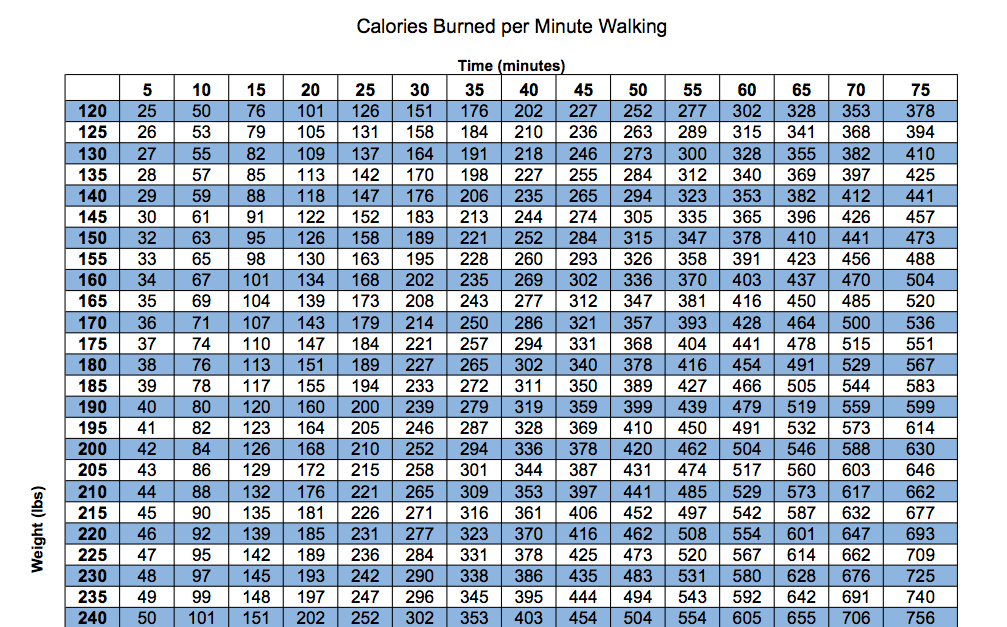 Calories Burned per Minute Walking
Time (minutes)
5 10 15 20 25 30 35 40 45 50 55 60 65 70 75
120 25 50 76 101 126 151 176 202 227 252 277 302 328 353 378
125 26 53 79 105 131 158 184 210 236 263 289 315 341 368 394
130 27 55 82 109 137 164 191 218 246 273 300 328 355 382 410
135 28 57 85 113 142 170 198 227 255 284 312 340 369 397 425
140 29 59 88 118 147 176 206 235 265 294 323 353 382 412 441
145 30 61 91 122 152 183 213 244 274 305 335 365 396 426 457
150 32 63 95 126 158 189 221 252 284 315 347 378 410 441 473
155 33 65 98 130 163 195 228 260 293 326 358 391 423 456 488
160 34 67 101 134 168 202 235 269 302 336 370 403 437 470 504
165 35 69 104 139 173 208 243 277 312 347 381 416 450 485 520
170 36 71 107 143 179 214 250 286 321 357 393 428 464 500 536
175 37 74 110 147 184 221 257 294 331 368 404 441 478 515 551
180 38 76 113 151 189 227 265 302 340 378 416 454 491 529 567
185 39 78 117 155 194 233 272 311 350 389 427 466 505 544 583
190 40 80 120 160 200 239 279 319 359 399 439 479 519 559 599
195 41 82 123 164 205 246 287 328 369 410 450 491 532 573 614
200 42 84 126 168 210 252 294 336 378 420 462 504 546 588 630
205 43 86 129 172 215 258 301 344 387 431 474 517 560 603 646
210 44 88 132 176 221 265 309 353 397 441 485 529 573 617 662
215 45 90 135 181 226 271 316 361 406 452 497 542 587 632 677
220 46 92 139 185 231 277 323 370 416 462 508 554 601 647 693
225 47 95 142 189 236 284 331 378 425 473 520 567 614 662 709
230 48 97 145 193 242 290 338 386 435 483 531 580 628 676 725
235 49 99 148 197 247 296 345 395 444 494 543 592 642 691 740
240 50 101 151 202 252 302 353 403 454 504 554 605 655 706 756
Weight (lbs)